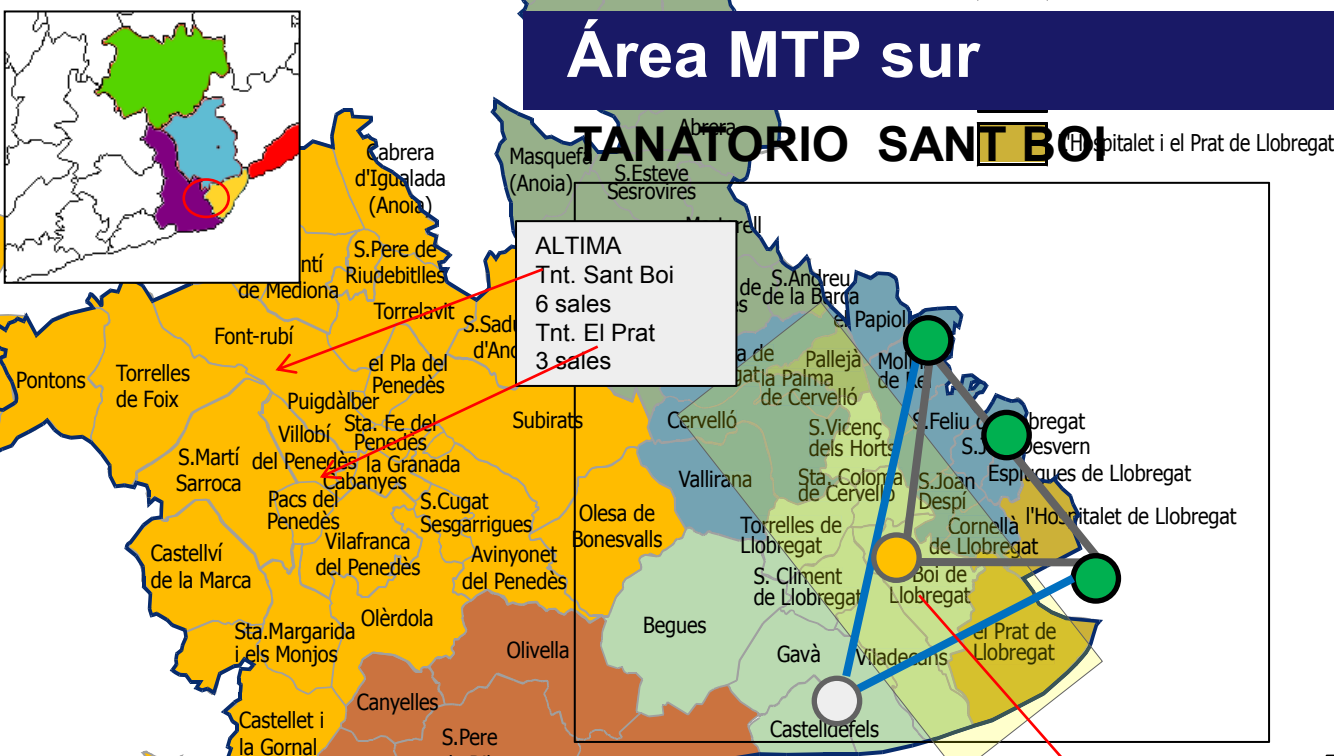 Área MTP sur
TANATORIO SANT BOI
l'Hospitalet i el Prat de Llobregat
Abrera
Masquefa
(Anoia)
S.Esteve
Sesrovires
Cabrera
d'Igualada
(Anoia)
ALTIMA
Tnt. Sant Boi
6 sales
Tnt. El Prat
3 sales
S.Pere de
Riudebitlles
de Mediona
Torrelavit
Font-rubí
S.Andreu
de la Barca
el Papiol
Pontons
Torrelles
de Foix
el Pla del
Penedès
Puigdàlber
Pallejà
la Palma
de Cervelló
Subirats
Cervelló
Villobí
del Penedès
Sta. Fe del
Penedès
la Granada
S.Vicenç
dels Horts
S.Martí
Sarroca
Cabanyes
Vallirana
Sta. Coloma
de Cervelló
S.Joan
Despí
Esplugues de Llobregat
Pacs del
Penedès
S.Cugat
Sesgarrigues
Olesa de
Bonesvalls
Torrelles de
Llobregat
Cornellà
de Llobregat
l'Hospitalet de Llobregat
Castellví
de la Marca
Vilafranca
del Penedès
Avinyonet
del Penedès
S. Climent
de Llobregat
Boi de
Llobregat
Olèrdola
Begues
Sta.Margarida
i els Monjos
Olivella
Gavà
Viladecans
el Prat de
Llobregat
Canyelles
Castellet i
la Gornal
S.Pere
Castelldefels